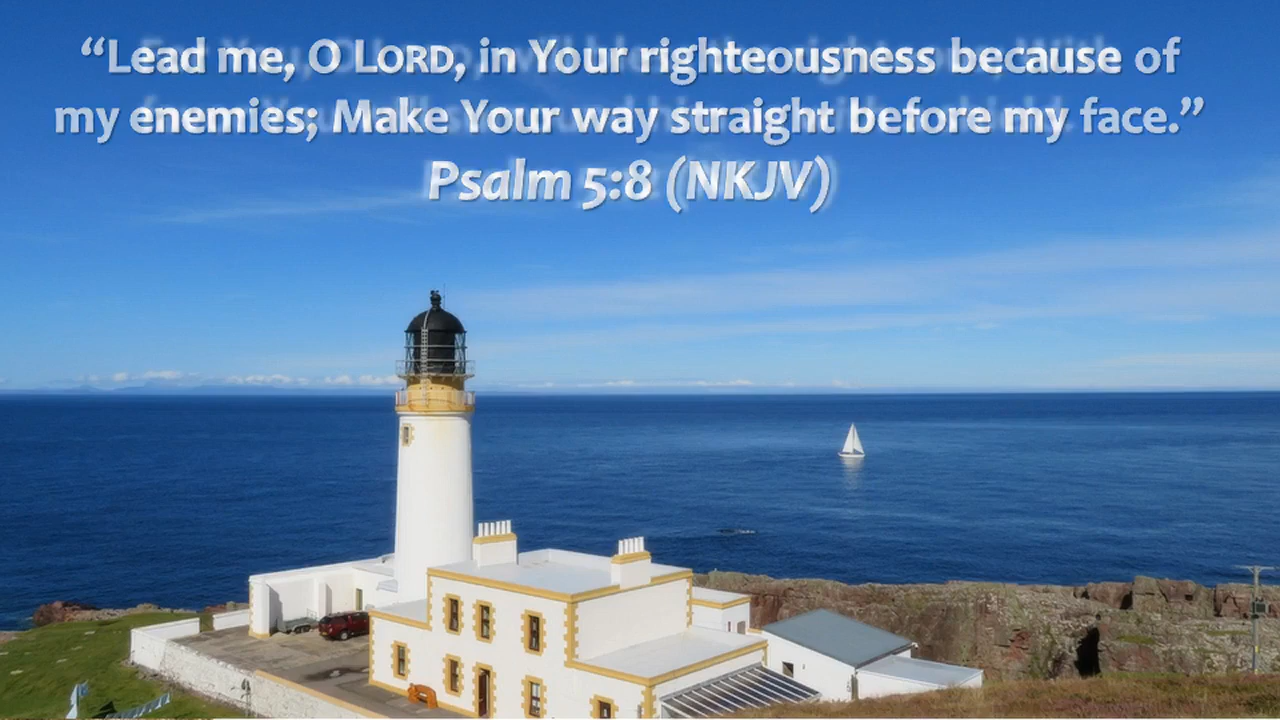 “Lead me, O LORD, in Your righteousness because of
my enemies; Make Your way straight before my face.”
Psalm 5:8 (NKJV)